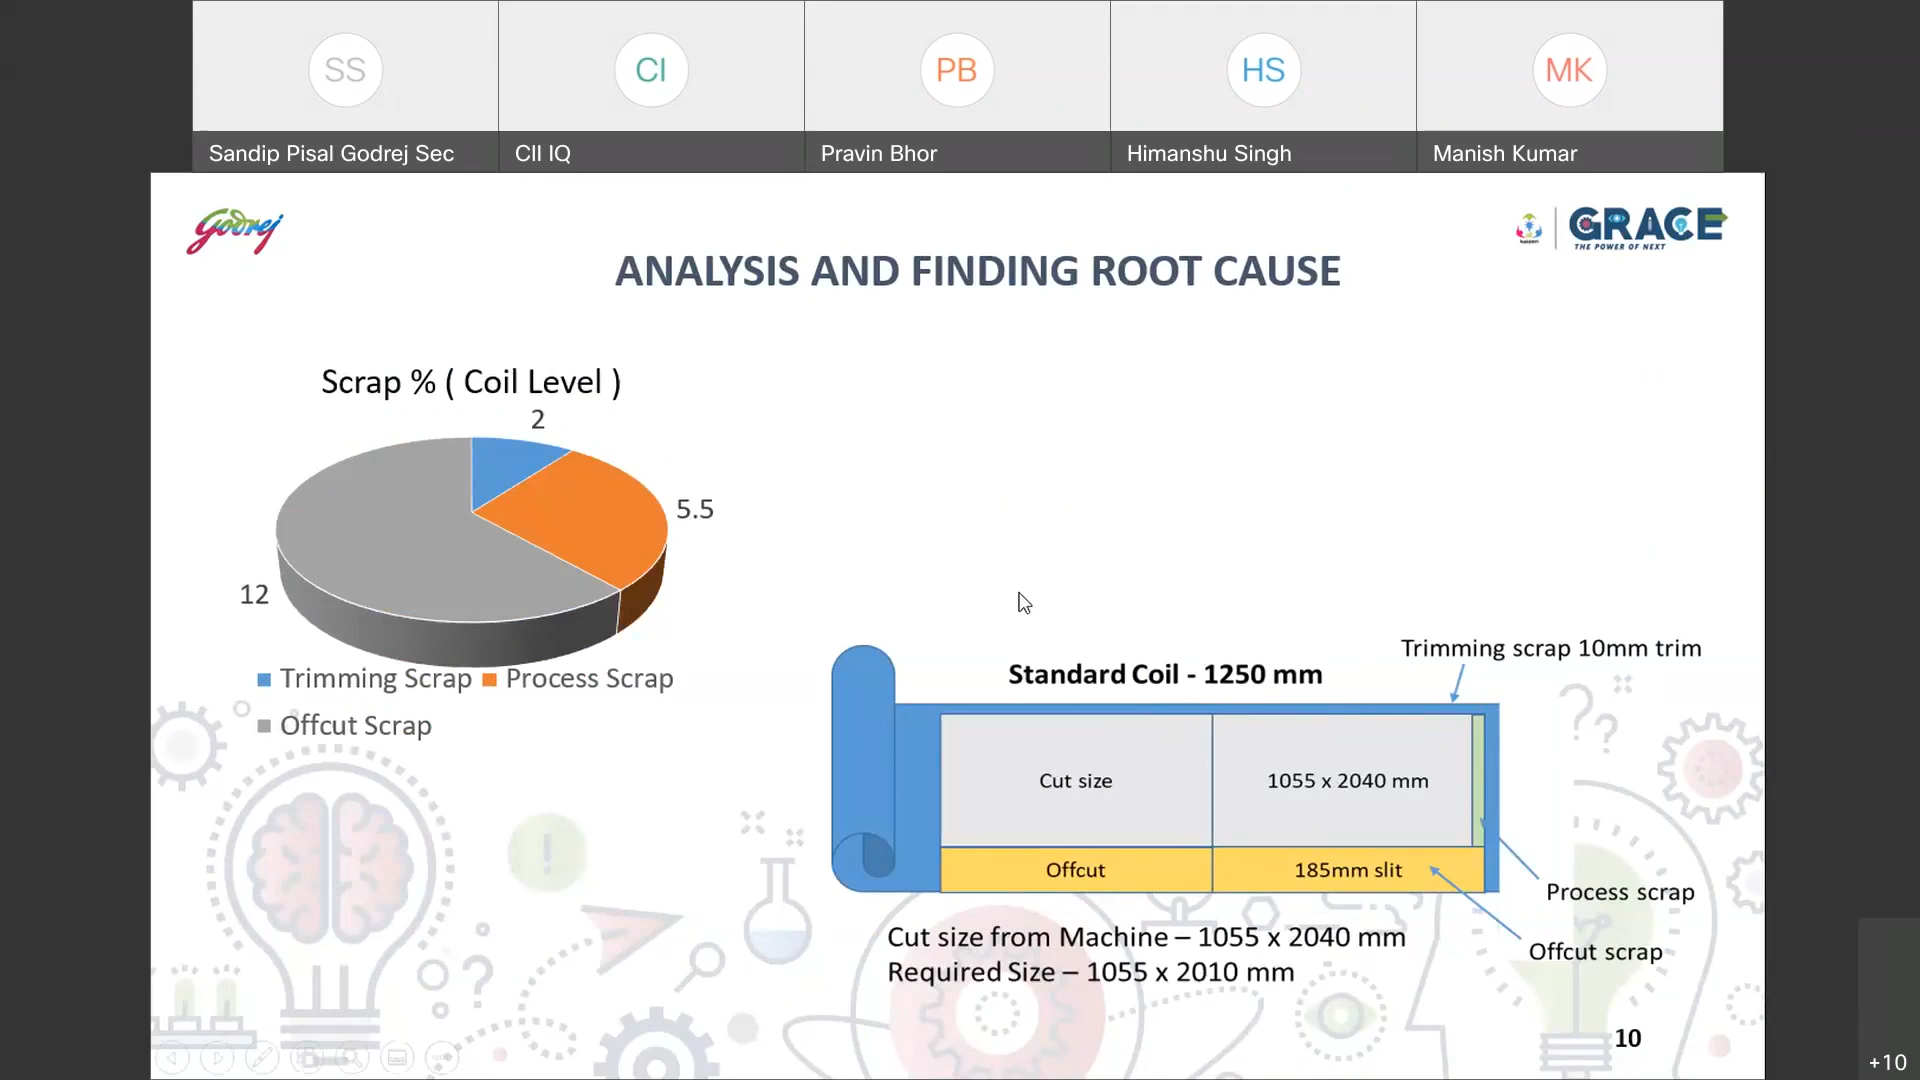 SS
CI
PB
HS
MK
Sandip Pisal Godrej Sec
CII IQ
Pravin Bhor
Himanshu Singh
Manish Kumar
Godrej
GRACE
THE POWER OF NEXT
ANALYSIS AND FINDING ROOT CAUSE
Scrap % ( Coil Level )
2
5.5
12
Trimming Scrap Process Scrap
Offcut Scrap
Trimming scrap 10mm trim
Standard Coil - 1250 mm
Cut size
1055 x 2040 mm
Offcut
185mm slit
Process scrap
Offcut scrap
Cut size from Machine – 1055 x 2040 mm
Required Size – 1055 x 2010 mm
10
+10